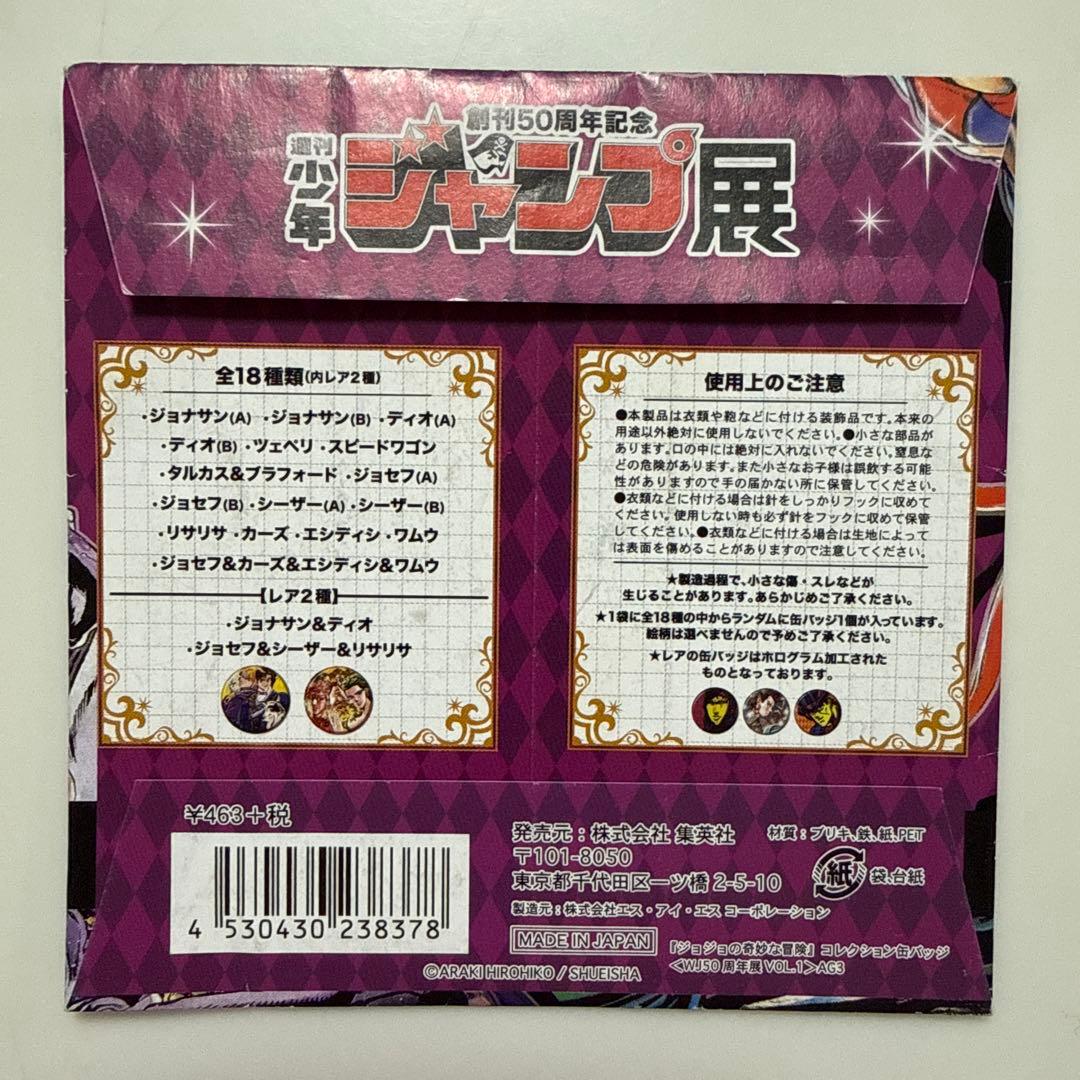 創刊50周年記念
週刊
少年
ジャンプ展
全18種類(内レア2種)
・ジョナサン(A) ・ジョナサン(B) ・ディオ(A)
・ディオ(B) ・ツェペリ ・スピードワゴン
・タルカス&ブラフォード ・ジョセフ(A)
・ジョセフ(B) ・シーザー(A) ・シーザー(B)
・リサリサ ・カーズ ・エシディシ ・ワムウ
・ジョセフ&カーズ&エシディシ&ワムウ
【レア2種】
・ジョナサン&ディオ
・ジョセフ&シーザー&リサリサ
使用上のご注意
●本製品は衣類や鞄などに付ける装飾品です。本来の
用途以外絶対に使用しないでください。●小さな部品が
あります。口の中には絶対に入れないでください。窒息な
どの危険があります。また小さなお子様は誤飲する可能
性がありますので手の届かない所に保管してください。
●衣類などに付ける場合は針をしっかりフックに収めて
ください。使用しない時も必ず針をフックに収めて保管
してください。●衣類などに付ける場合は生地によって
は表面を傷めることがありますので注意してください。
★製造過程で、小さな傷・スレなどが
生じることがあります。あらかじめご了承ください。
★1袋に全18種の中からランダムに缶バッジ1個が入っています。
絵柄は選べませんので予めご了承ください。
★レアの缶バッジはホログラム加工された
ものとなっております。
¥463+税
4 530430 238378
発売元：株式会社 集英社
〒101-8050
東京都千代田区一ツ橋 2-5-10
製造元：株式会社エス・アイ・エス コーポレーション
MADE IN JAPAN
材質：ブリキ、鉄、紙、PET
紙
袋、台紙
『ジョジョの奇妙な冒険』コレクション缶バッジ
<WJ50周年展 VOL.1>AG3
©ARAKI HIROHIKO / SHUEISHA